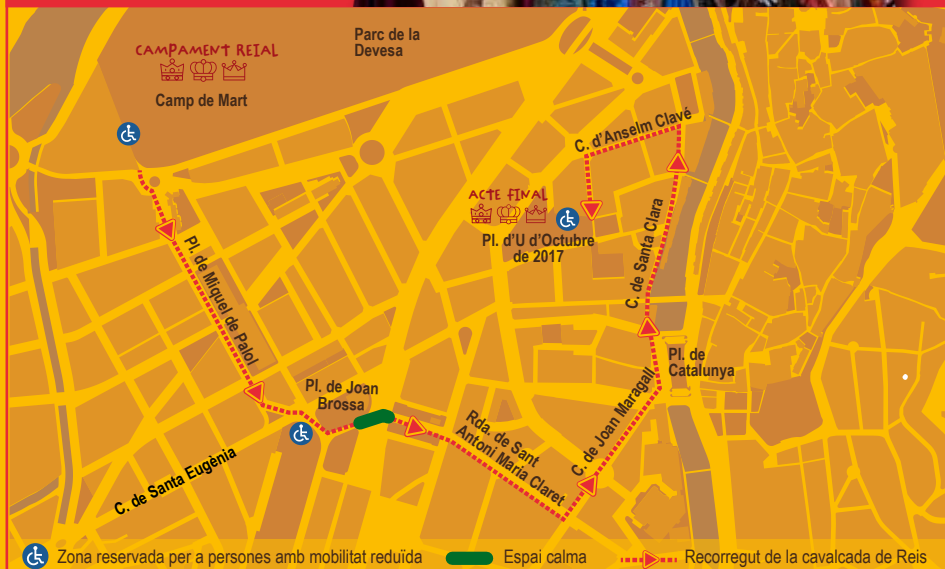 CAMPAMENT REIAL
Camp de Mart
Parc de la
Devesa
C. d'Anselm Clavé
ACTE FINAL
Pl. d'U d'Octubre
de 2017
C. de Santa Clara
Pl. de Miquel de Palol
Pl. de
Catalunya
Pl. de Joan
Brossa
C. de Joan Maragall
Rda. de Sant
Antoni Maria Claret
C. de Santa Eugènia
Zona reservada per a persones amb mobilitat reduïda
Espai calma
Recorregut de la cavalcada de Reis